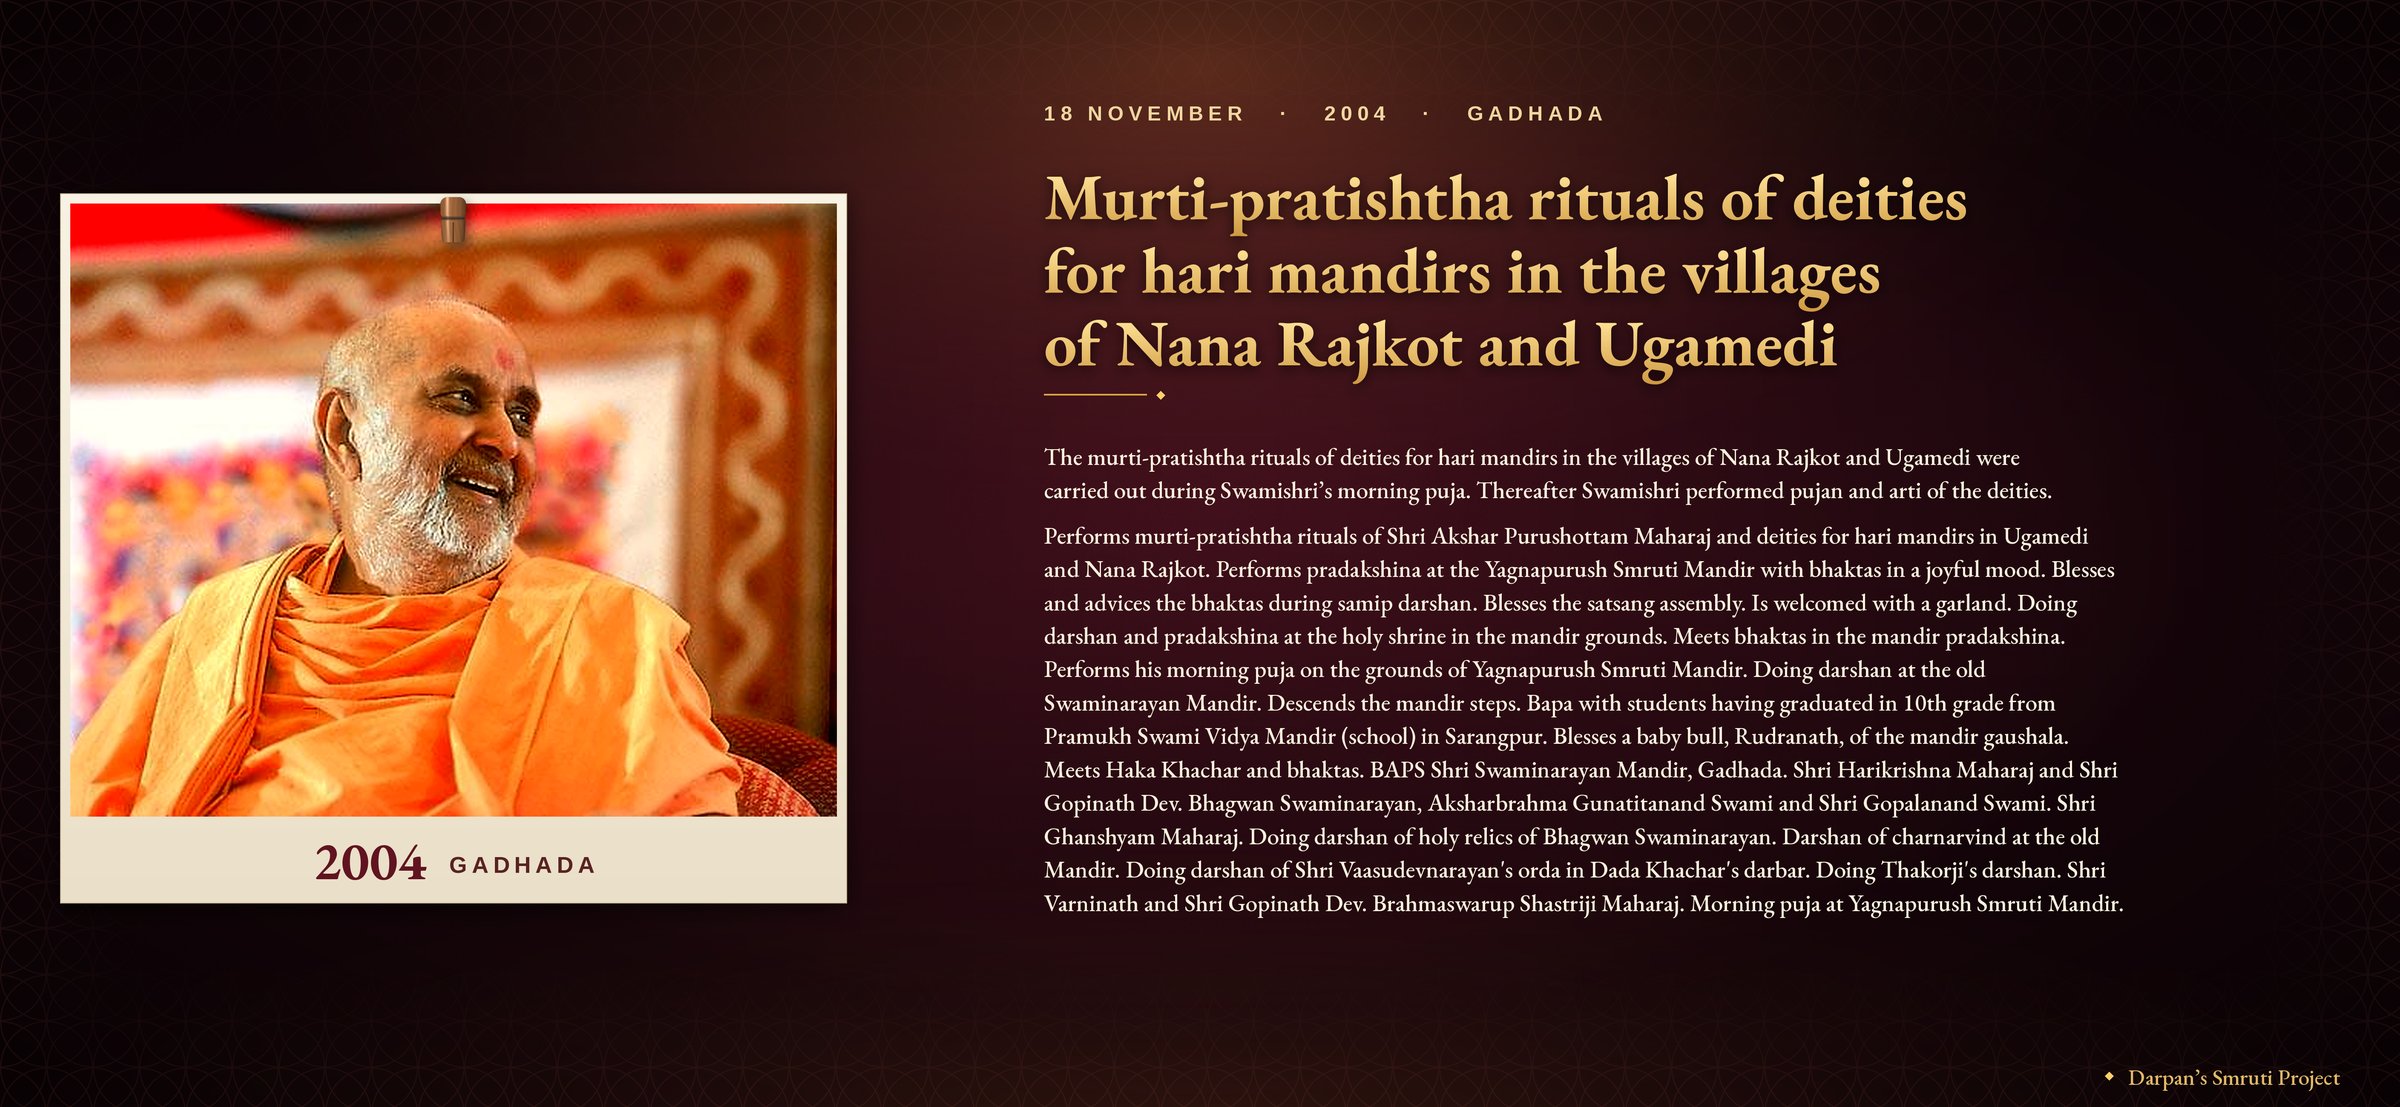 18 NOVEMBER · 2004 · GADHADA
Murti-pratishtha rituals of deities
for hari mandirs in the villages
of Nana Rajkot and Ugamedi
The murti-pratishtha rituals of deities for hari mandirs in the villages of Nana Rajkot and Ugamedi were
carried out during Swamishri’s morning puja. Thereafter Swamishri performed pujan and arti of the deities.
Performs murti-pratishtha rituals of Shri Akshar Purushottam Maharaj and deities for hari mandirs in Ugamedi
and Nana Rajkot. Performs pradakshina at the Yagnapurush Smruti Mandir with bhaktas in a joyful mood. Blesses
and advices the bhaktas during samip darshan. Blesses the satsang assembly. Is welcomed with a garland. Doing
darshan and pradakshina at the holy shrine in the mandir grounds. Meets bhaktas in the mandir pradakshina.
Performs his morning puja on the grounds of Yagnapurush Smruti Mandir. Doing darshan at the old
Swaminarayan Mandir. Descends the mandir steps. Bapa with students having graduated in 10th grade from
Pramukh Swami Vidya Mandir (school) in Sarangpur. Blesses a baby bull, Rudranath, of the mandir gaushala.
Meets Haka Khachar and bhaktas. BAPS Shri Swaminarayan Mandir, Gadhada. Shri Harikrishna Maharaj and Shri
Gopinath Dev. Bhagwan Swaminarayan, Aksharbrahma Gunatitanand Swami and Shri Gopalanand Swami. Shri
Ghanshyam Maharaj. Doing darshan of holy relics of Bhagwan Swaminarayan. Darshan of charnarvind at the old
Mandir. Doing darshan of Shri Vaasudevnarayan's orda in Dada Khachar's darbar. Doing Thakorji's darshan. Shri
Varninath and Shri Gopinath Dev. Brahmaswarup Shastriji Maharaj. Morning puja at Yagnapurush Smruti Mandir.
2004 GADHADA
Darpan’s Smruti Project